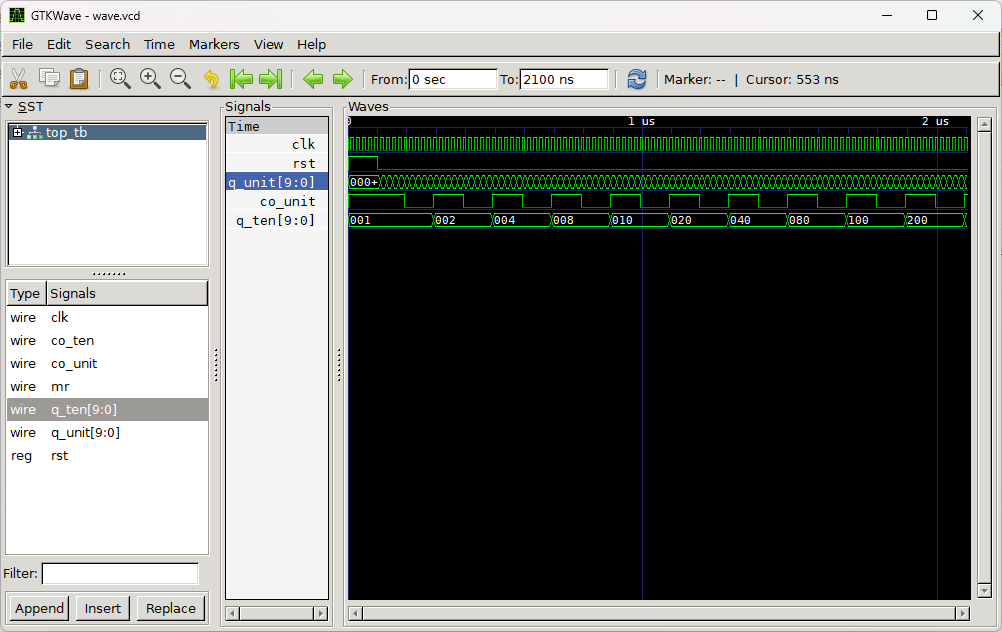 GTKWave - wave.vcd
File Edit Search Time Markers View Help
From: 0 sec To: 2100 ns Marker: -- | Cursor: 553 ns
SST
top_tb
Type Signals
wire clk
wire co_ten
wire co_unit
wire mr
wire q_ten[9:0]
wire q_unit[9:0]
reg rst
Filter:
Append Insert Replace
Signals
Time
clk
rst
q_unit[9:0]
co_unit
q_ten[9:0]
Waves
0 1 us 2 us
000+
001 002 004 008 010 020 040 080 100 200